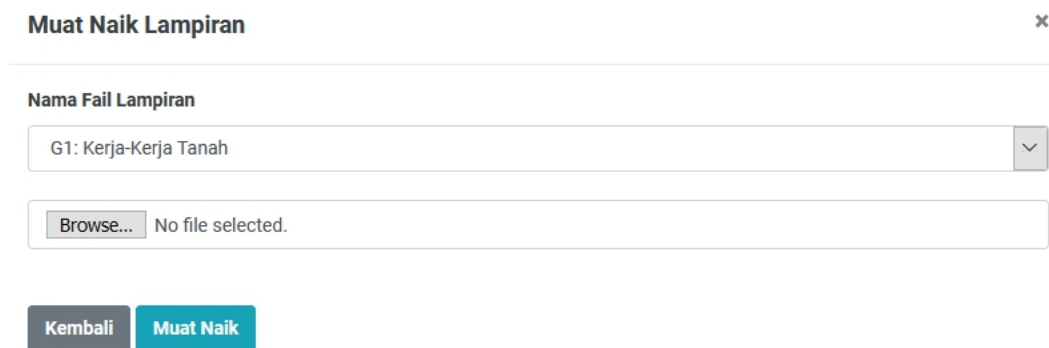 Muat Naik Lampiran
Nama Fail Lampiran
G1: Kerja-Kerja Tanah
Browse... No file selected.
Kembali Muat Naik